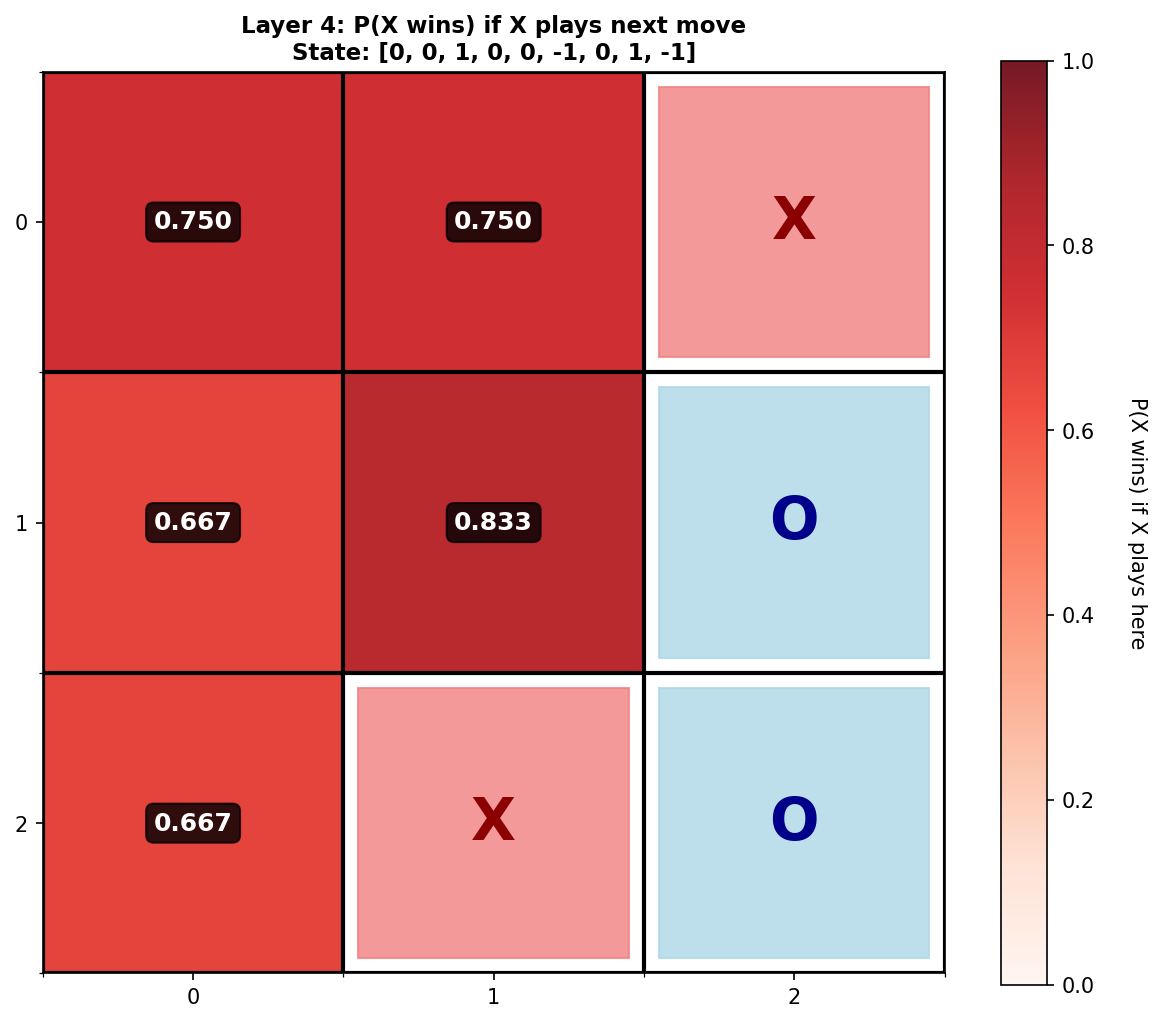 Layer 4: P(X wins) if X plays next move
State: [0, 0, 1, 0, 0, -1, 0, 1, -1]
0
0.750
0.750
X
1
0.667
0.833
O
2
0.667
X
O
0
1
2
1.0
0.8
0.6
0.4
0.2
0.0
P(X wins) if X plays here